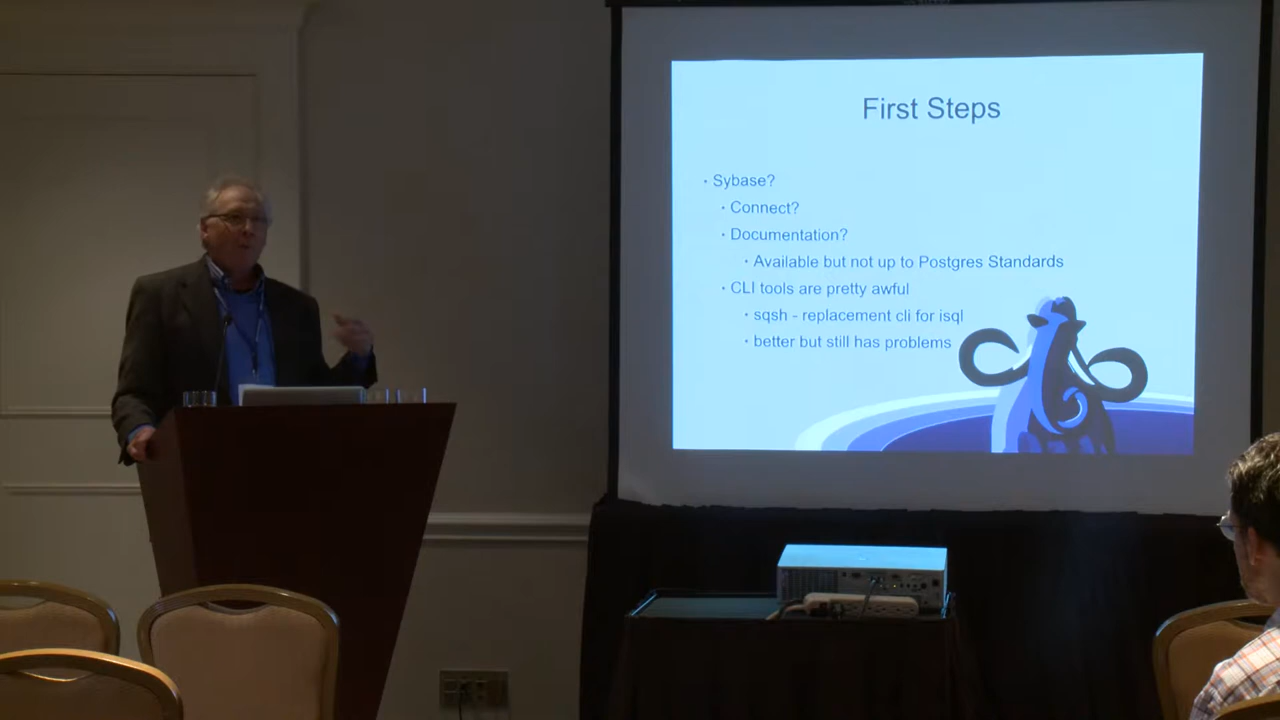 First Steps
· Sybase?
· Connect?
· Documentation?
· Available but not up to Postgres Standards
· CLI tools are pretty awful
· sqsh - replacement cli for isql
· better but still has problems